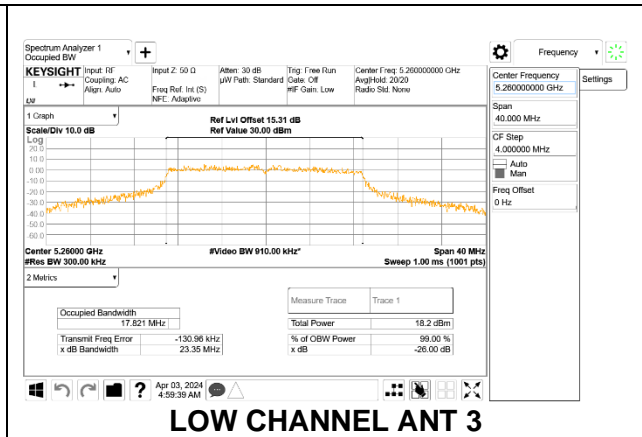 Spectrum Analyzer 1
Occupied BW
Frequency
KEYSIGHT
Input: RF
Coupling: AC
Align: Auto
Input Z: 50 Ω
Freq Ref: Int (S)
NFE: Adaptive
Atten: 30 dB
µW Path: Standard
Trig: Free Run
Gate: Off
#IF Gain: Low
Center Freq: 5.260000000 GHz
Avg|Hold: 20/20
Radio Std: None
Center Frequency
5.260000000 GHz
Settings
Span
40.000 MHz
CF Step
4.000000 MHz
Auto
Man
Freq Offset
0 Hz
1 Graph
Scale/Div 10.0 dB
Ref Lvl Offset 15.31 dB
Ref Value 30.00 dBm
Log
20.0
10.0
0.00
-10.0
-20.0
-30.0
-40.0
-50.0
-60.0
Center 5.26000 GHz
#Video BW 910.00 kHz*
Span 40 MHz
#Res BW 300.00 kHz
Sweep 1.00 ms (1001 pts)
2 Metrics
Measure Trace
Trace 1
Occupied Bandwidth
17.821 MHz
Total Power
18.2 dBm
Transmit Freq Error
-130.96 kHz
% of OBW Power
99.00 %
x dB Bandwidth
23.35 MHz
x dB
-26.00 dB
Apr 03, 2024
4:59:39 AM
LOW CHANNEL ANT 3